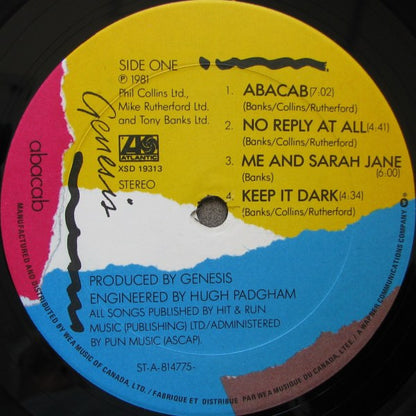 SIDE ONE
℗ 1981
Phil Collins Ltd.,
Mike Rutherford Ltd.
and Tony Banks Ltd.
ATLANTIC
XSD 19313
STEREO
Genesis
abacab
1. ABACAB (7:02)
(Banks/Collins/Rutherford)
2. NO REPLY AT ALL (4:41)
(Banks/Collins/Rutherford)
3. ME AND SARAH JANE
(Banks) (6:00)
4. KEEP IT DARK (4:34)
(Banks/Collins/Rutherford)
PRODUCED BY GENESIS
ENGINEERED BY HUGH PADGHAM
ALL SONGS PUBLISHED BY HIT & RUN
MUSIC (PUBLISHING) LTD/ADMINISTERED
BY PUN MUSIC (ASCAP).
ST-A-814775-
MANUFACTURED AND DISTRIBUTED BY WEA MUSIC OF CANADA, LTD. / FABRIQUE ET DISTRIBUE PAR WEA MUSIQUE DU CANADA, LTEE. / A WARNER COMMUNICATIONS COMPANY